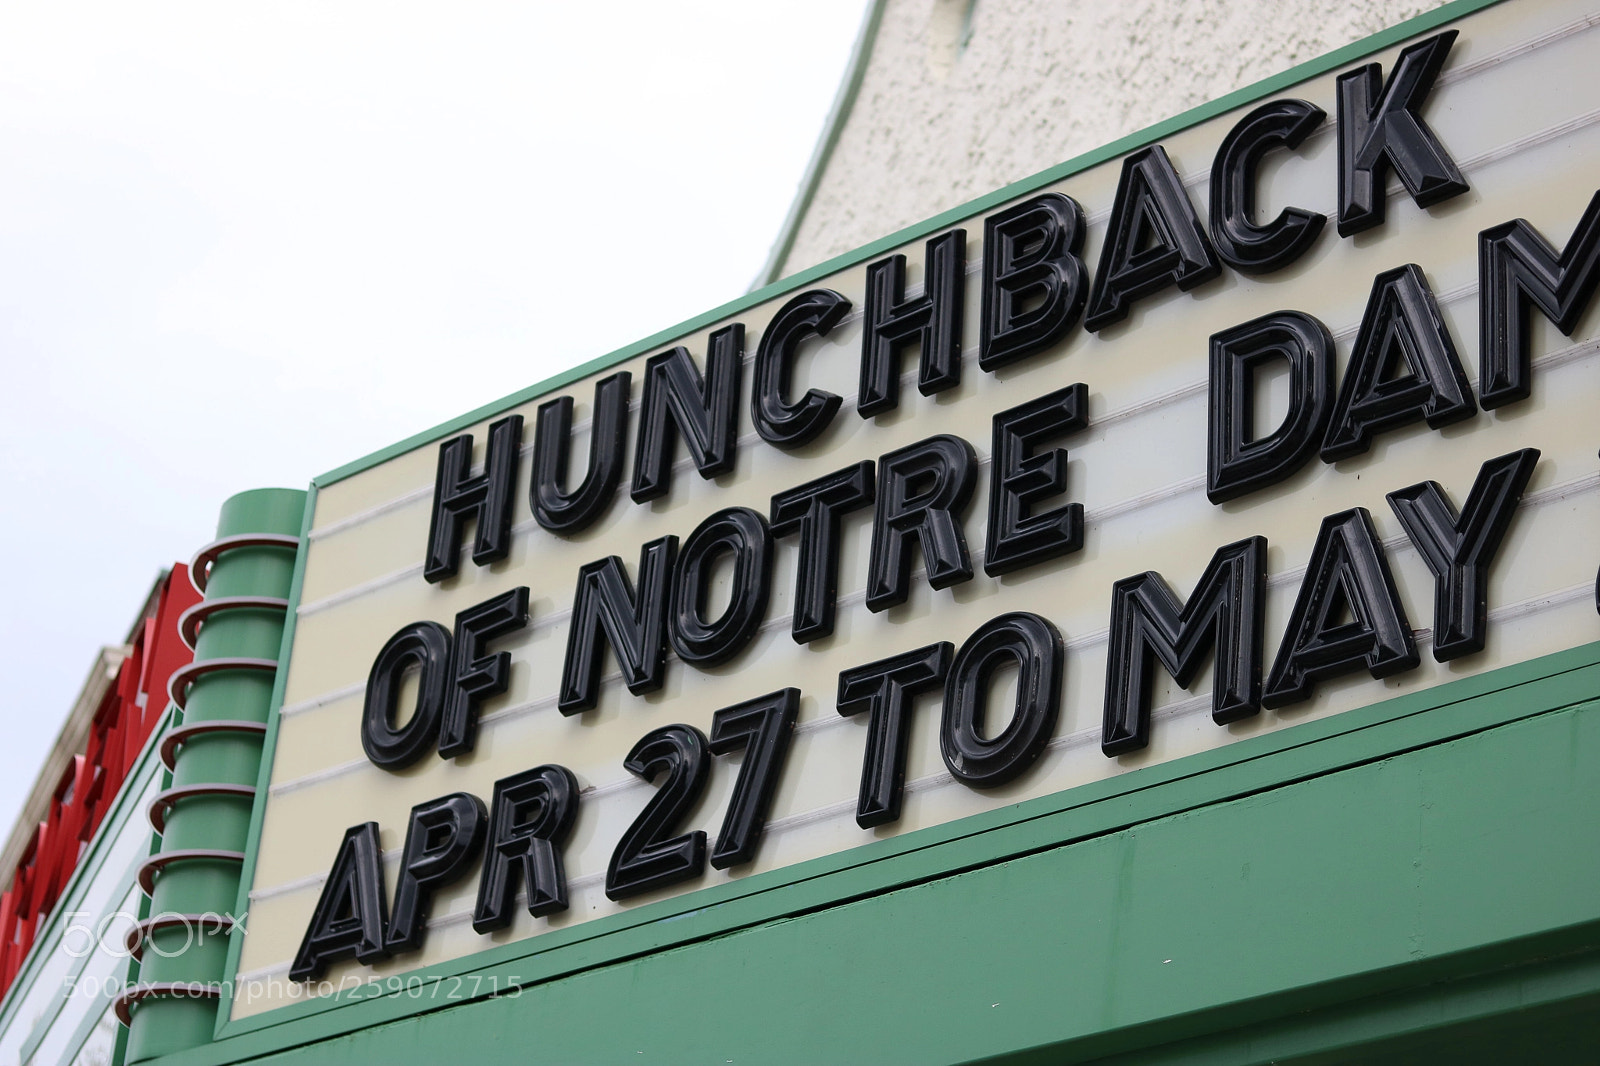 HUNCHBACK
OF NOTRE DAM
APR 27 TO MAY
500px
500px.com/photo/259072715